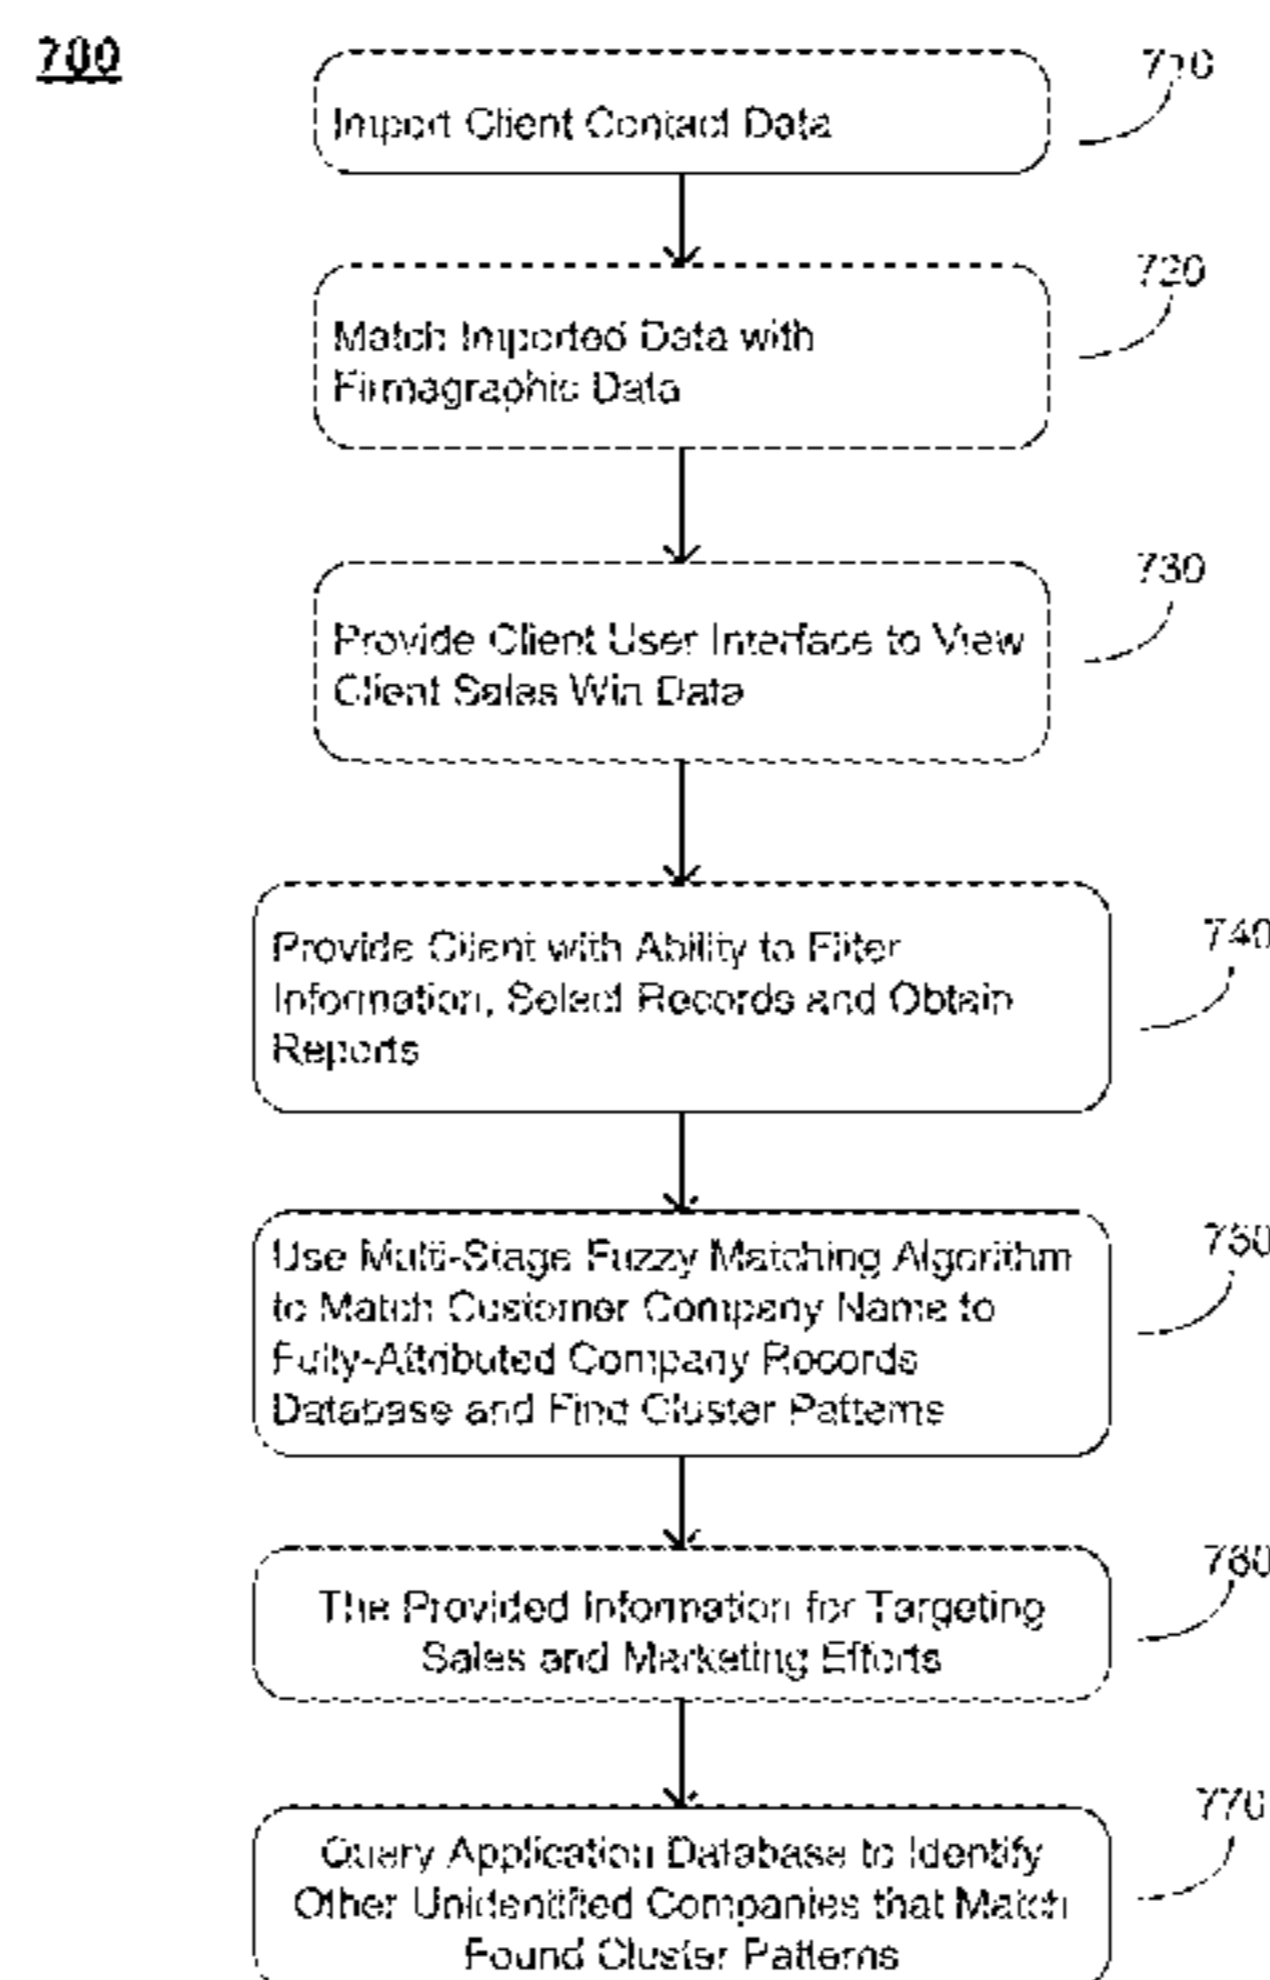 700
710
Import Client Contact Data
720
Match Imported Data with
Firmagraphic Data
730
Provide Client User Interface to View
Client Sales Win Data
740
Provide Client with Ability to Filter
Information, Select Records and Obtain
Reports
750
Use Multi-Stage Fuzzy Matching Algorithm
to Match Customer Company Name to
Fully-Attributed Company Records
Database and Find Cluster Patterns
760
The Provided Information for Targeting
Sales and Marketing Efforts
770
Query Application Database to Identify
Other Unidentified Companies that Match
Found Cluster Patterns